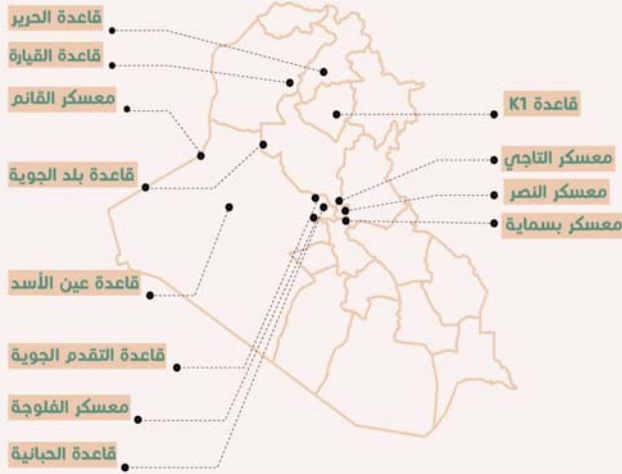 قاعدة الحرير
قاعدة القيارة
معسكر القائم
قاعدة K1
معسكر التاجي
قاعدة بلد الجوية
معسكر النصر
معسكر بسماية
قاعدة عين الأسد
قاعدة التقدم الجوية
معسكر الفلوجة
قاعدة الحبانية